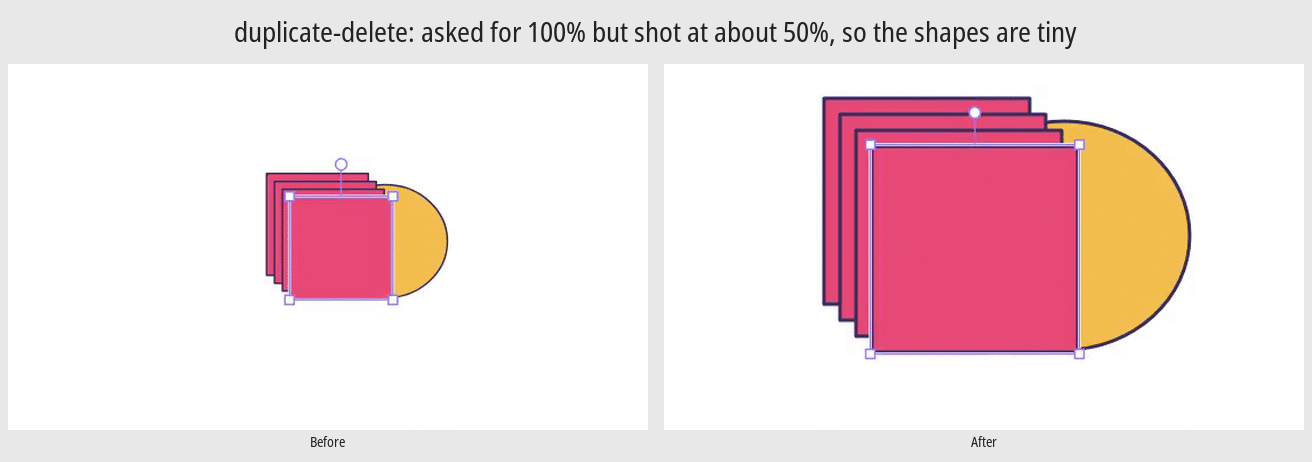 duplicate-delete: asked for 100% but shot at about 50%, so the shapes are tiny
Before
After